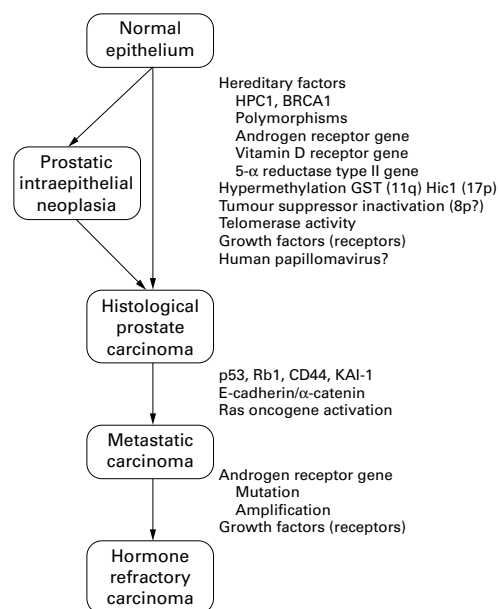 Normal
epithelium
Hereditary factors
HPC1, BRCA1
Polymorphisms
Androgen receptor gene
Vitamin D receptor gene
5-α reductase type II gene
Hypermethylation GST (11q) Hic1 (17p)
Tumour suppressor inactivation (8p?)
Telomerase activity
Growth factors (receptors)
Human papillomavirus?
Prostatic
intraepithelial
neoplasia
Histological
prostate
carcinoma
p53, Rb1, CD44, KAI-1
E-cadherin/α-catenin
Ras oncogene activation
Metastatic
carcinoma
Androgen receptor gene
Mutation
Amplification
Growth factors (receptors)
Hormone
refractory
carcinoma